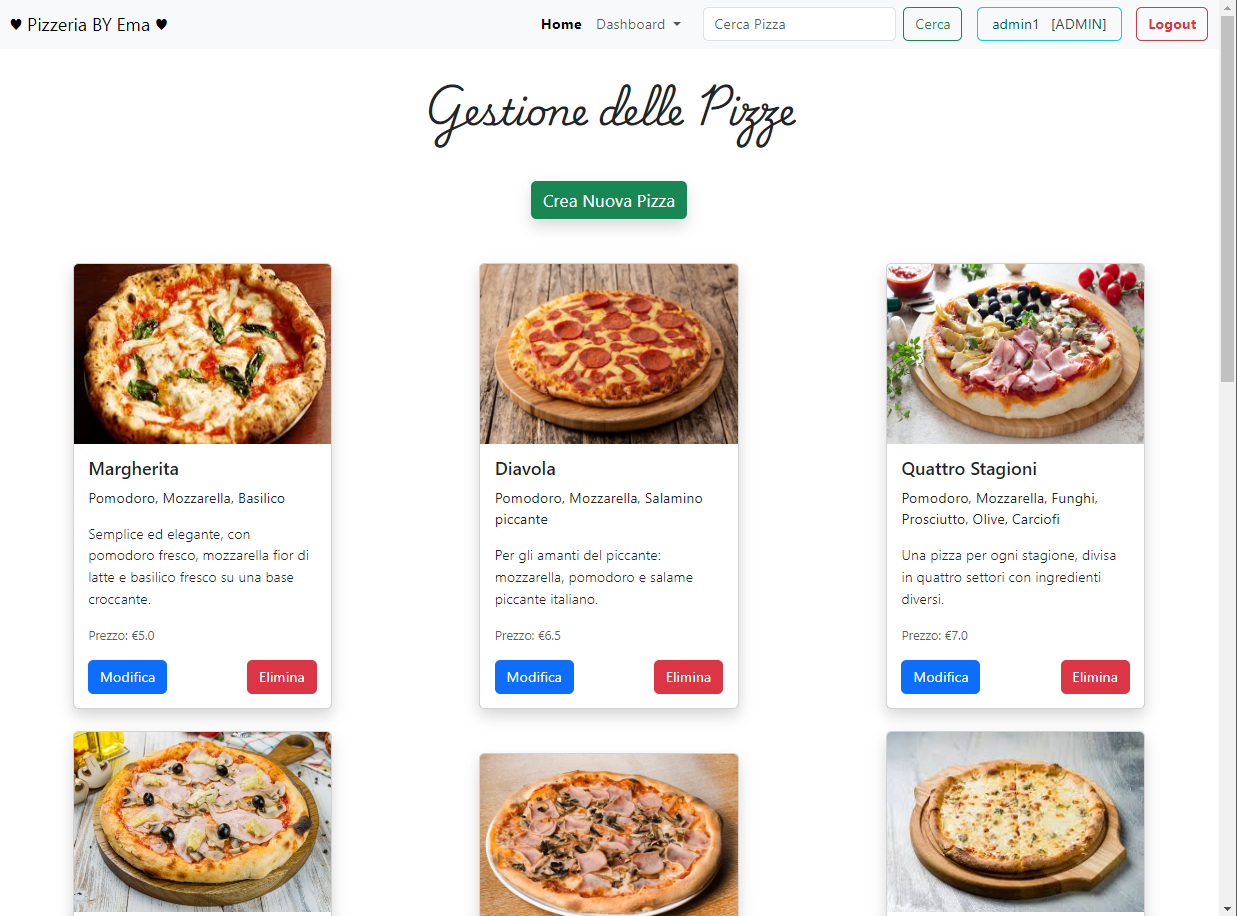 ♥ Pizzeria BY Ema ♥ Home Dashboard Cerca Pizza Cerca admin1 [ADMIN] Logout
Gestione delle Pizze
Crea Nuova Pizza
Margherita
Pomodoro, Mozzarella, Basilico
Semplice ed elegante, con
pomodoro fresco, mozzarella fior di
latte e basilico fresco su una base
croccante.
Prezzo: €5.0
Modifica Elimina
Diavola
Pomodoro, Mozzarella, Salamino
piccante
Per gli amanti del piccante:
mozzarella, pomodoro e salame
piccante italiano.
Prezzo: €6.5
Modifica Elimina
Quattro Stagioni
Pomodoro, Mozzarella, Funghi,
Prosciutto, Olive, Carciofi
Una pizza per ogni stagione, divisa
in quattro settori con ingredienti
diversi.
Prezzo: €7.0
Modifica Elimina